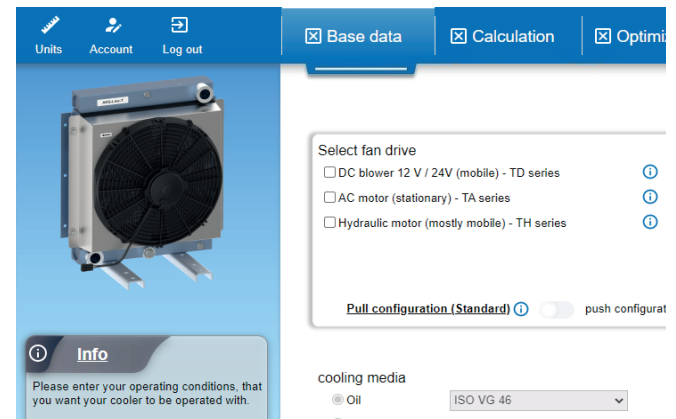 Units
Account
Log out
Base data
Calculation
Optimi
Select fan drive
DC blower 12 V / 24V (mobile) - TD series
AC motor (stationary) - TA series
Hydraulic motor (mostly mobile) - TH series
Pull configuration (Standard)
push configurat
Info
Please enter your operating conditions, that
you want your cooler to be operated with.
cooling media
Oil
ISO VG 46